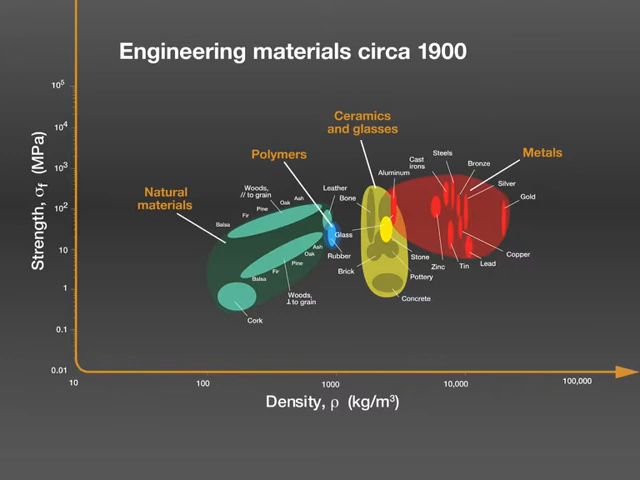 Engineering materials circa 1900
Strength, σf (MPa)
10⁵
10⁴
10³
10²
10
1
0.1
0.01
10
100
1000
10,000
100,000
Density, ρ (kg/m³)
Natural
materials
Polymers
Ceramics
and glasses
Metals
Woods,
// to grain
Balsa
Fir
Pine
Oak
Ash
Leather
Bone
Aluminum
Cast
irons
Steels
Bronze
Silver
Gold
Glass
Rubber
Ash
Oak
Pine
Fir
Balsa
Woods,
⊥ to grain
Cork
Brick
Stone
Pottery
Concrete
Zinc
Tin
Lead
Copper